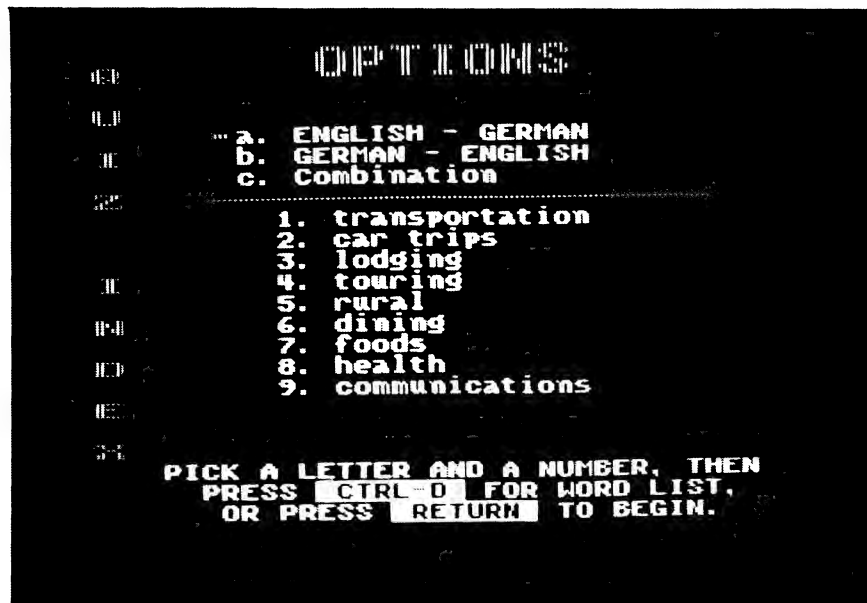 OPTIONS
QUIZ INDEX
a. ENGLISH - GERMAN
b. GERMAN - ENGLISH
c. Combination
1. transportation
2. car trips
3. lodging
4. touring
5. rural
6. dining
7. foods
8. health
9. communications
PICK A LETTER AND A NUMBER, THEN
PRESS CTRL-D FOR WORD LIST,
OR PRESS RETURN TO BEGIN.